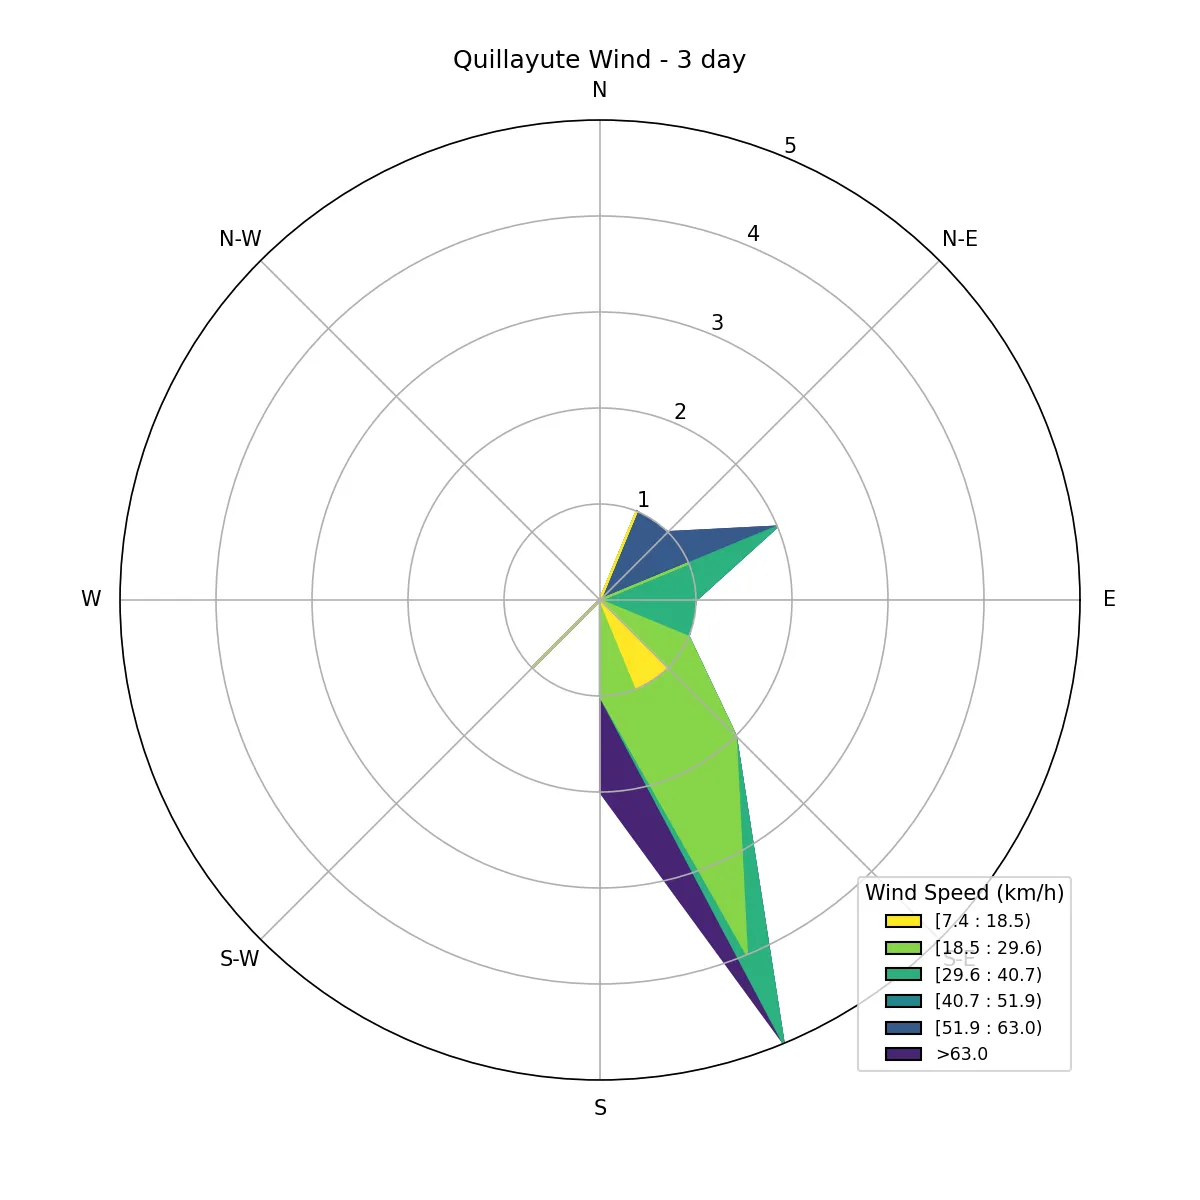 Quillayute Wind - 3 day
N
5
N-W
4
N-E
3
2
1
W
E
Wind Speed (km/h)
[7.4 : 18.5)
[18.5 : 29.6)
S-W
S-E
[29.6 : 40.7)
[40.7 : 51.9)
[51.9 : 63.0)
>63.0
S